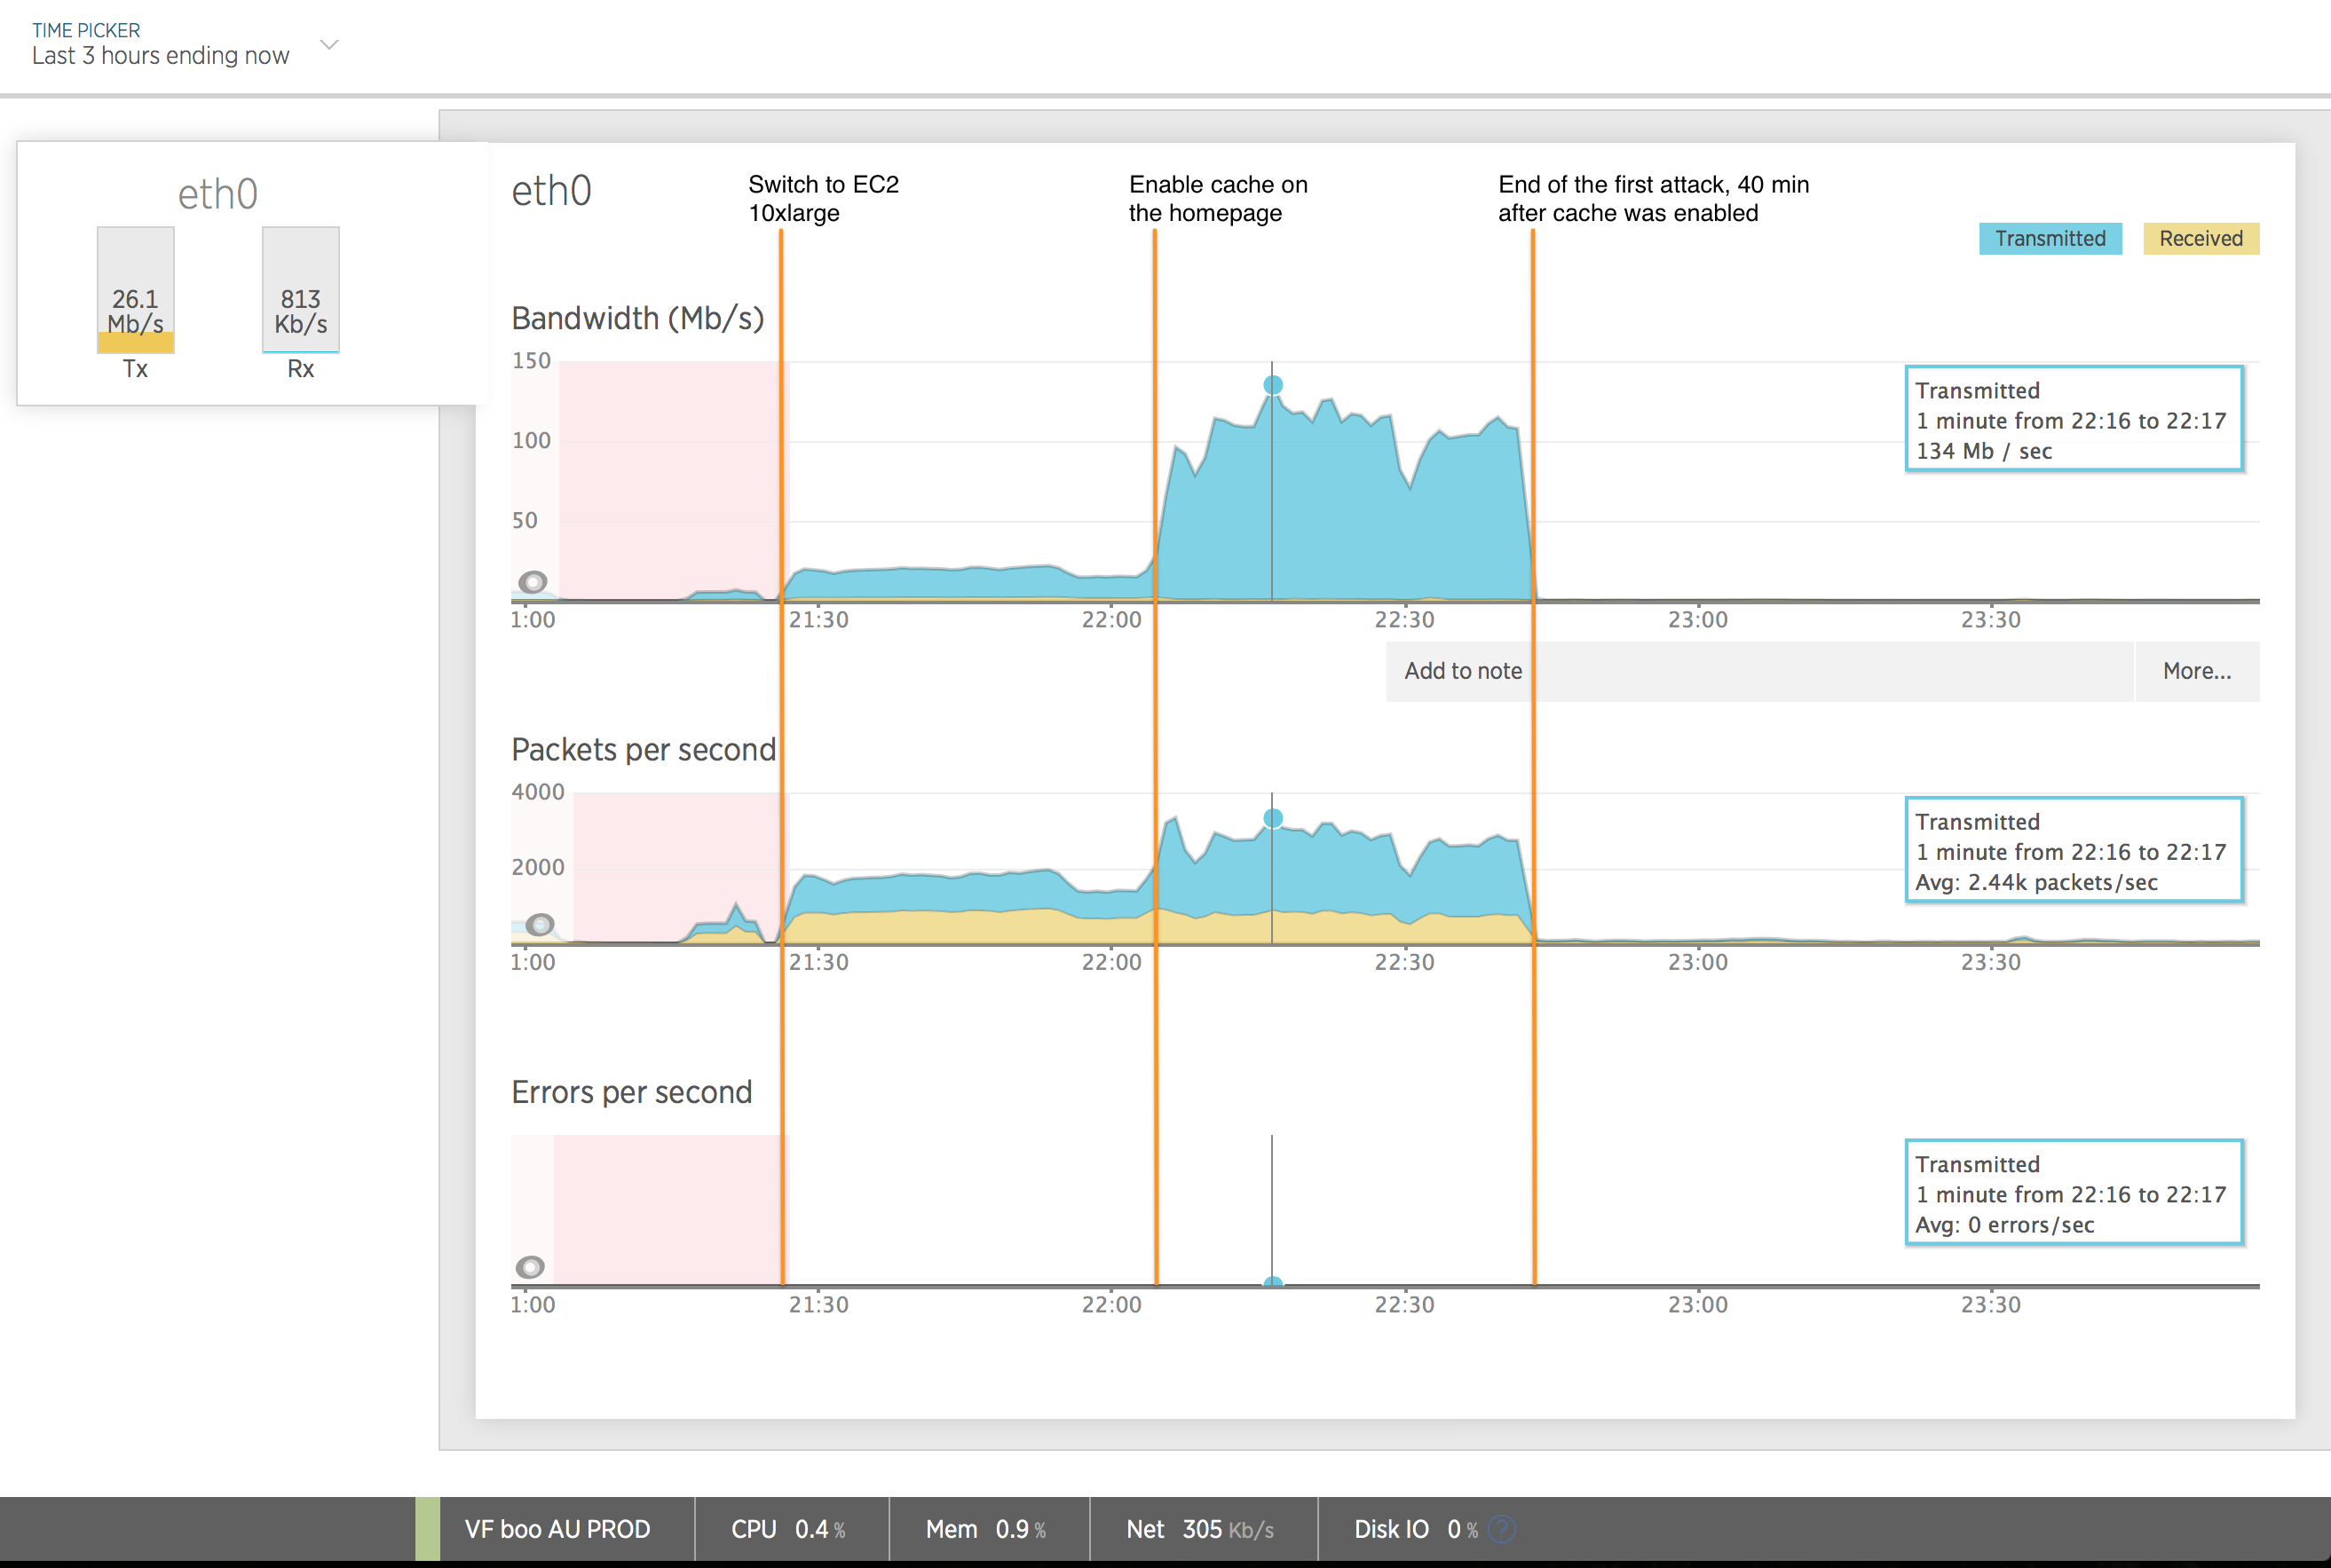 TIME PICKER
Last 3 hours ending now
eth0
26.1
Mb/s
Tx
813
Kb/s
Rx
eth0
Switch to EC2
10xlarge
Enable cache on
the homepage
End of the first attack, 40 min
after cache was enabled
Transmitted
Received
Bandwidth (Mb/s)
150
100
50
Transmitted
1 minute from 22:16 to 22:17
134 Mb / sec
1:00 21:30 22:00 22:30 23:00 23:30
Add to note
More...
Packets per second
4000
2000
Transmitted
1 minute from 22:16 to 22:17
Avg: 2.44k packets/sec
1:00 21:30 22:00 22:30 23:00 23:30
Errors per second
Transmitted
1 minute from 22:16 to 22:17
Avg: 0 errors/sec
1:00 21:30 22:00 22:30 23:00 23:30
VF boo AU PROD CPU 0.4 % Mem 0.9 % Net 305 Kb/s Disk IO 0 % ?